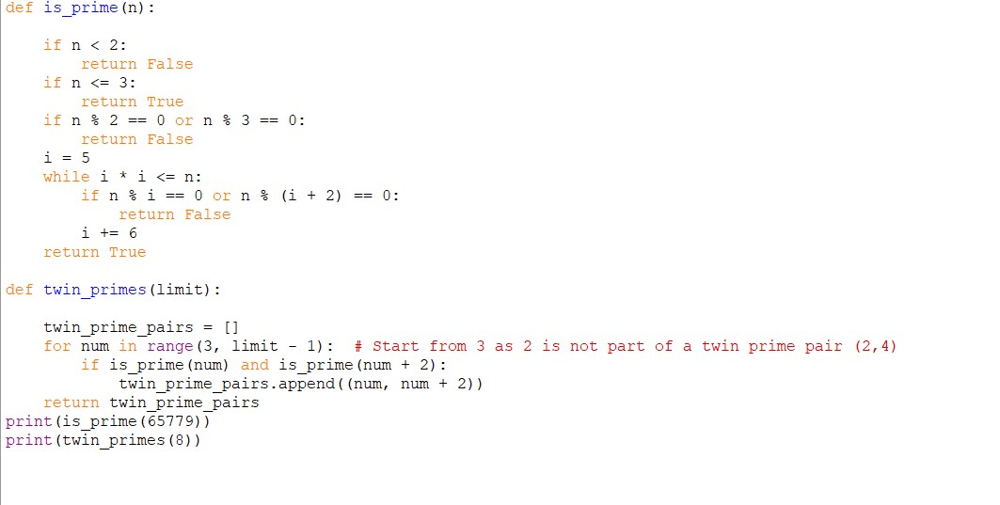 def is_prime(n):
    if n < 2:
        return False
    if n <= 3:
        return True
    if n % 2 == 0 or n % 3 == 0:
        return False
    i = 5
    while i * i <= n:
        if n % i == 0 or n % (i + 2) == 0:
            return False
        i += 6
    return True
def twin_primes(limit):
    twin_prime_pairs = []
    for num in range(3, limit - 1):  # Start from 3 as 2 is not part of a twin prime pair (2,4)
        if is_prime(num) and is_prime(num + 2):
            twin_prime_pairs.append((num, num + 2))
    return twin_prime_pairs
print(is_prime(65779))
print(twin_primes(8))